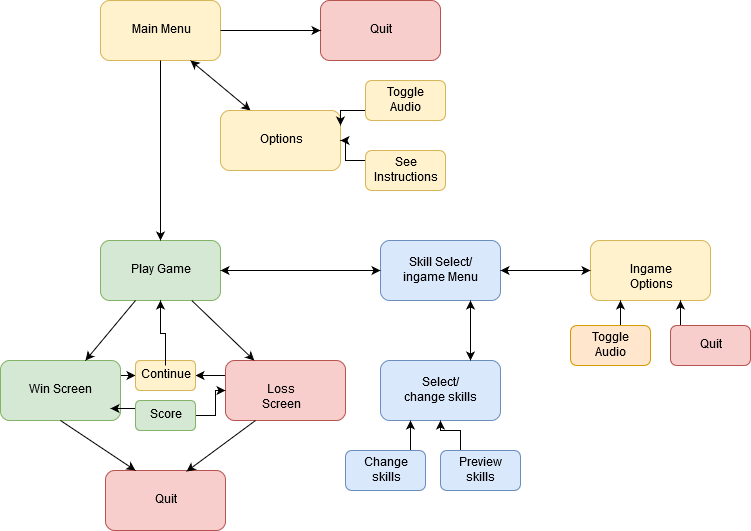 Main Menu
Quit
Toggle
Audio
Options
See
Instructions
Play Game
Skill Select/
ingame Menu
Ingame
Options
Toggle
Audio
Quit
Win Screen
Continue
Loss
Screen
Score
Select/
change skills
Change
skills
Preview
skills
Quit